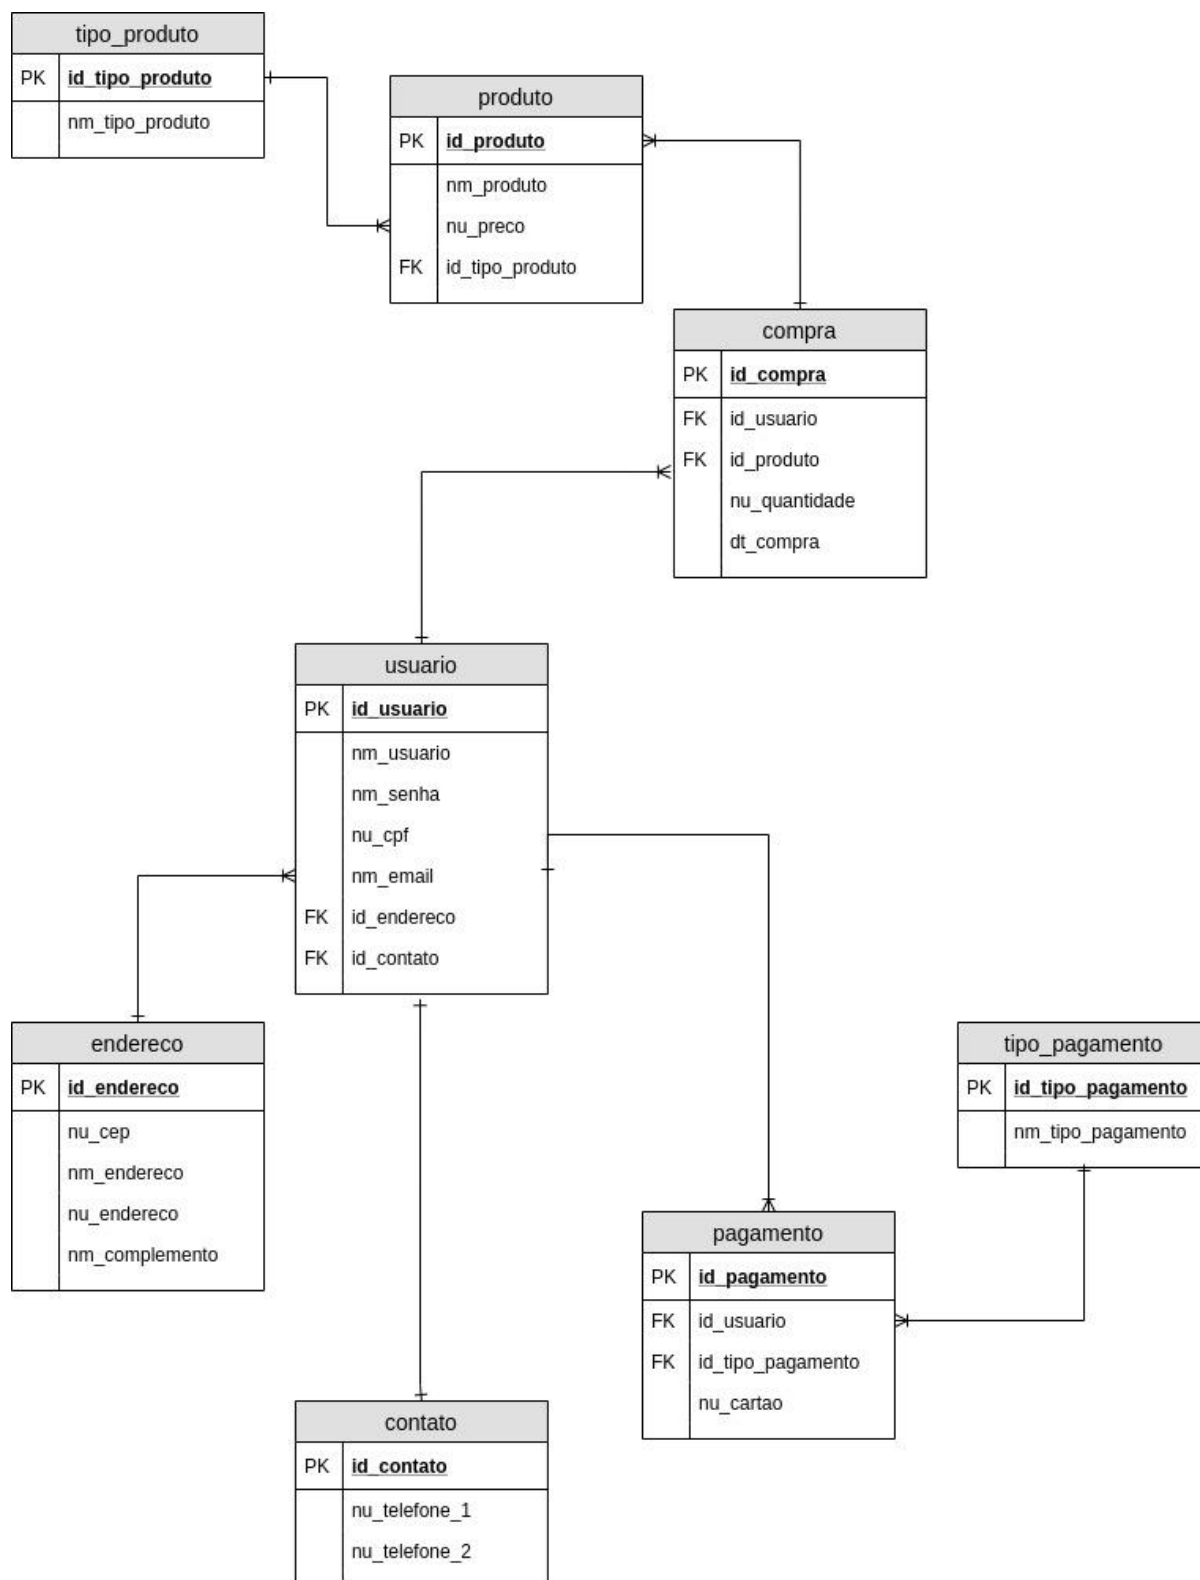 tipo_produto
PK id_tipo_produto
nm_tipo_produto
produto
PK id_produto
nm_produto
nu_preco
FK id_tipo_produto
compra
PK id_compra
FK id_usuario
FK id_produto
nu_quantidade
dt_compra
usuario
PK id_usuario
nm_usuario
nm_senha
nu_cpf
nm_email
FK id_endereco
FK id_contato
endereco
PK id_endereco
nu_cep
nm_endereco
nu_endereco
nm_complemento
tipo_pagamento
PK id_tipo_pagamento
nm_tipo_pagamento
pagamento
PK id_pagamento
FK id_usuario
FK id_tipo_pagamento
nu_cartao
contato
PK id_contato
nu_telefone_1
nu_telefone_2